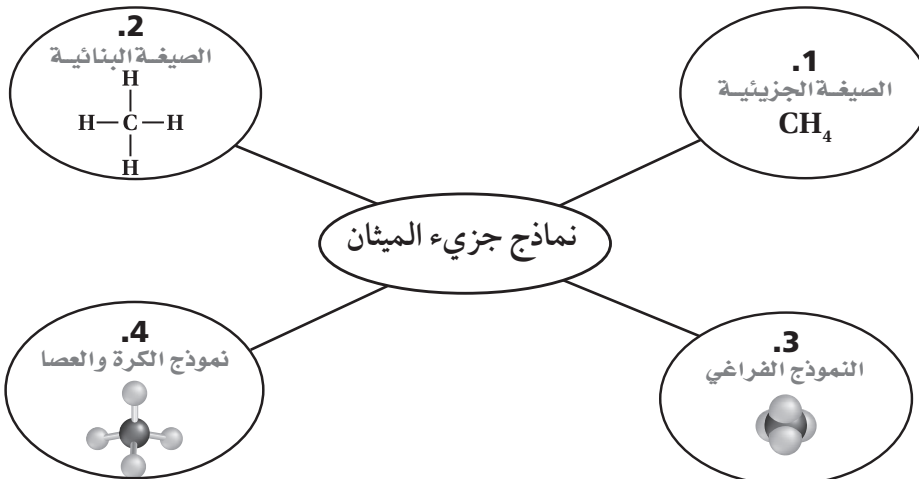 .1
الصيغة الجزيئية
CH₄
.2
الصيغة البنائية
H
H—C—H
H
نماذج جزيء الميثان
.3
النموذج الفراغي
.4
نموذج الكرة والعصا